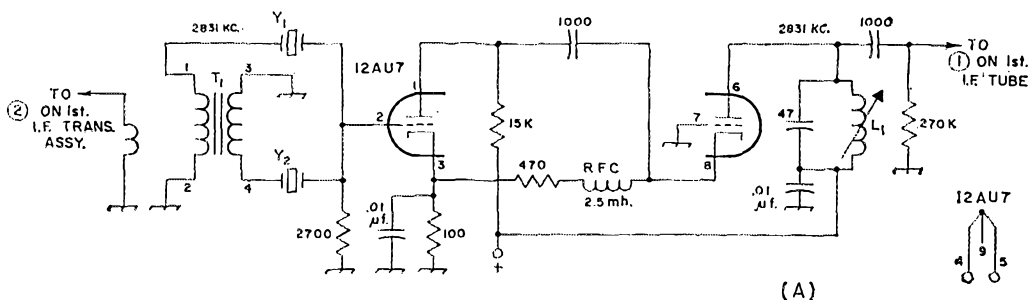 2831 KC.
Y1
1000
2831 KC.
1000
TO
① ON 1st.
I.F. TUBE
12AU7
1
T1
3
TO
② ON 1st.
I.F. TRANS.
ASSY.
1
6
2
15K
7
47
L1
270K
Y2
3
470
RFC
2.5 mh.
8
2
4
.01
µf.
.01
µf.
12AU7
2700
100
4
9
5
+
(A)